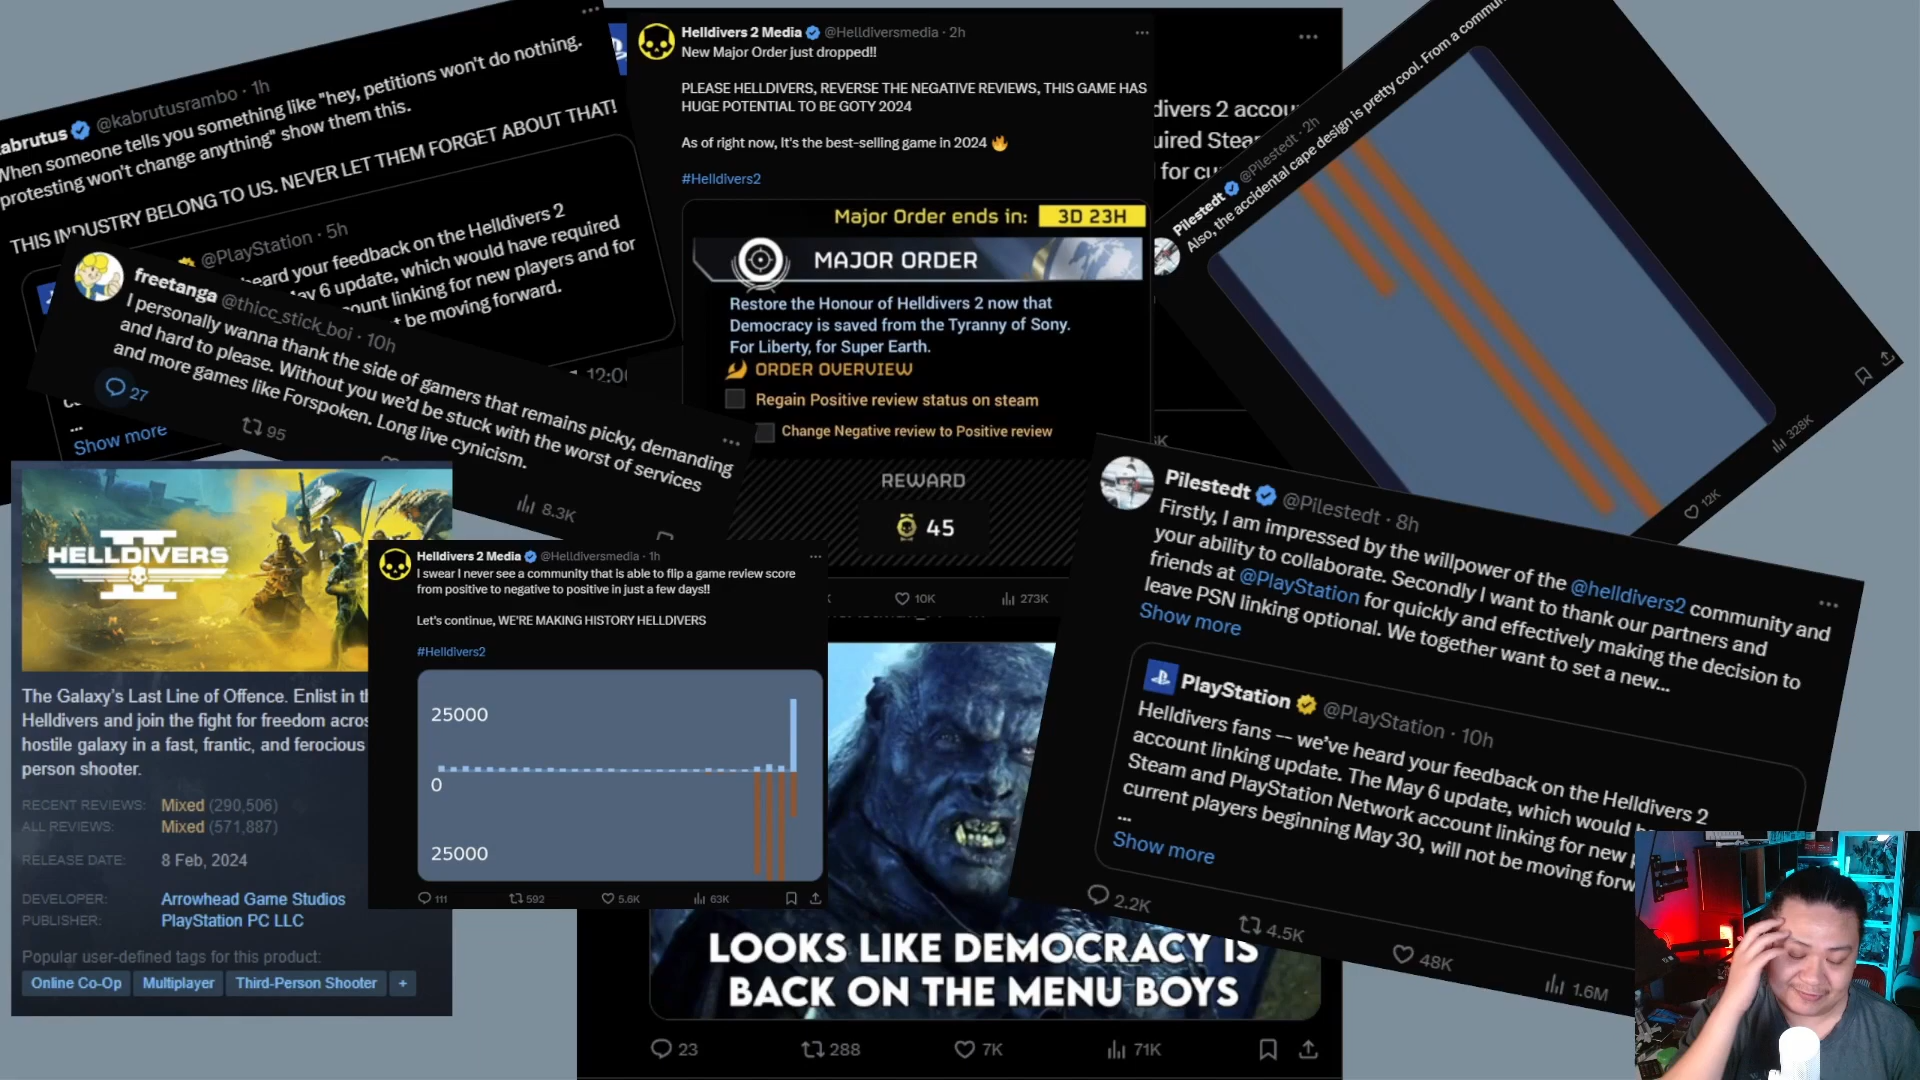 kabrutus @kabrutusrambo · 1h
When someone tells you something like "hey, petitions won't do nothing.
protesting won't change anything" show them this.
THIS INDUSTRY BELONG TO US. NEVER LET THEM FORGET ABOUT THAT!
@PlayStation · 5h
heard your feedback on the Helldivers 2
May 6 update, which would have required
account linking for new players and for
t be moving forward.
...
Show more
12:0
freetanga @thicc_stick_boi · 10h
I personally wanna thank the side of gamers that remains picky, demanding
and hard to please. Without you we'd be stuck with the worst of services
and more games like Forspoken. Long live cynicism.
27
95
8.3K
Helldivers 2 Media @Helldiversmedia · 2h
New Major Order just dropped!!
PLEASE HELLDIVERS, REVERSE THE NEGATIVE REVIEWS, THIS GAME HAS
HUGE POTENTIAL TO BE GOTY 2024
As of right now, It's the best-selling game in 2024 🔥
#Helldivers2
Major Order ends in: 3D 23H
MAJOR ORDER
Restore the Honour of Helldivers 2 now that
Democracy is saved from the Tyranny of Sony.
For Liberty, for Super Earth.
ORDER OVERVIEW
Regain Positive review status on steam
Change Negative review to Positive review
REWARD
45
10K
273K
divers 2 accou
uired Stea
for cu
Pilestedt @Pilestedt · 2h
Also, the accidental cape design is pretty cool. From a commun
12K
328K
HELLDIVERS
II
The Galaxy's Last Line of Offence. Enlist in t
Helldivers and join the fight for freedom acros
hostile galaxy in a fast, frantic, and ferocious
person shooter.
RECENT REVIEWS: Mixed (290,506)
ALL REVIEWS: Mixed (571,887)
RELEASE DATE: 8 Feb, 2024
DEVELOPER: Arrowhead Game Studios
PUBLISHER: PlayStation PC LLC
Popular user-defined tags for this product:
Online Co-Op Multiplayer Third-Person Shooter +
Helldivers 2 Media @Helldiversmedia · 1h
I swear I never see a community that is able to flip a game review score
from positive to negative to positive in just a few days!!
Let's continue, WE'RE MAKING HISTORY HELLDIVERS
#Helldivers2
25000
0
25000
111
592
5.6K
63K
LOOKS LIKE DEMOCRACY IS
BACK ON THE MENU BOYS
23
288
7K
71K
Pilestedt @Pilestedt · 8h
Firstly, I am impressed by the willpower of the @helldivers2 community and
your ability to collaborate. Secondly I want to thank our partners and
friends at @PlayStation for quickly and effectively making the decision to
leave PSN linking optional. We together want to set a new...
Show more
PlayStation @PlayStation · 10h
Helldivers fans -- we've heard your feedback on the Helldivers 2
account linking update. The May 6 update, which would
Steam and PlayStation Network account linking for new
current players beginning May 30, will not be moving forw
...
Show more
2.2K
4.5K
48K
1.6M